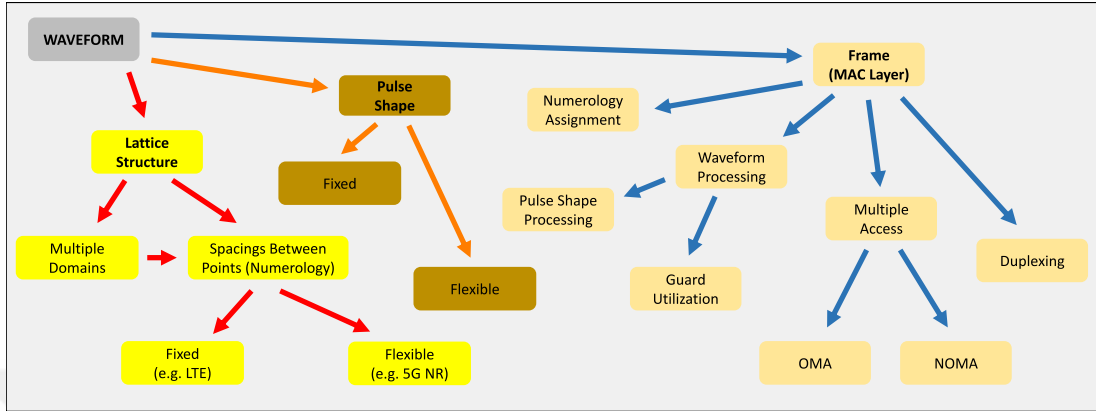 WAVEFORM
Frame
(MAC Layer)
Pulse
Shape
Numerology
Assignment
Lattice
Structure
Waveform
Processing
Fixed
Pulse Shape
Processing
Multiple
Access
Multiple
Domains
Spacings Between
Points (Numerology)
Duplexing
Flexible
Guard
Utilization
Fixed
(e.g. LTE)
Flexible
(e.g. 5G NR)
OMA
NOMA